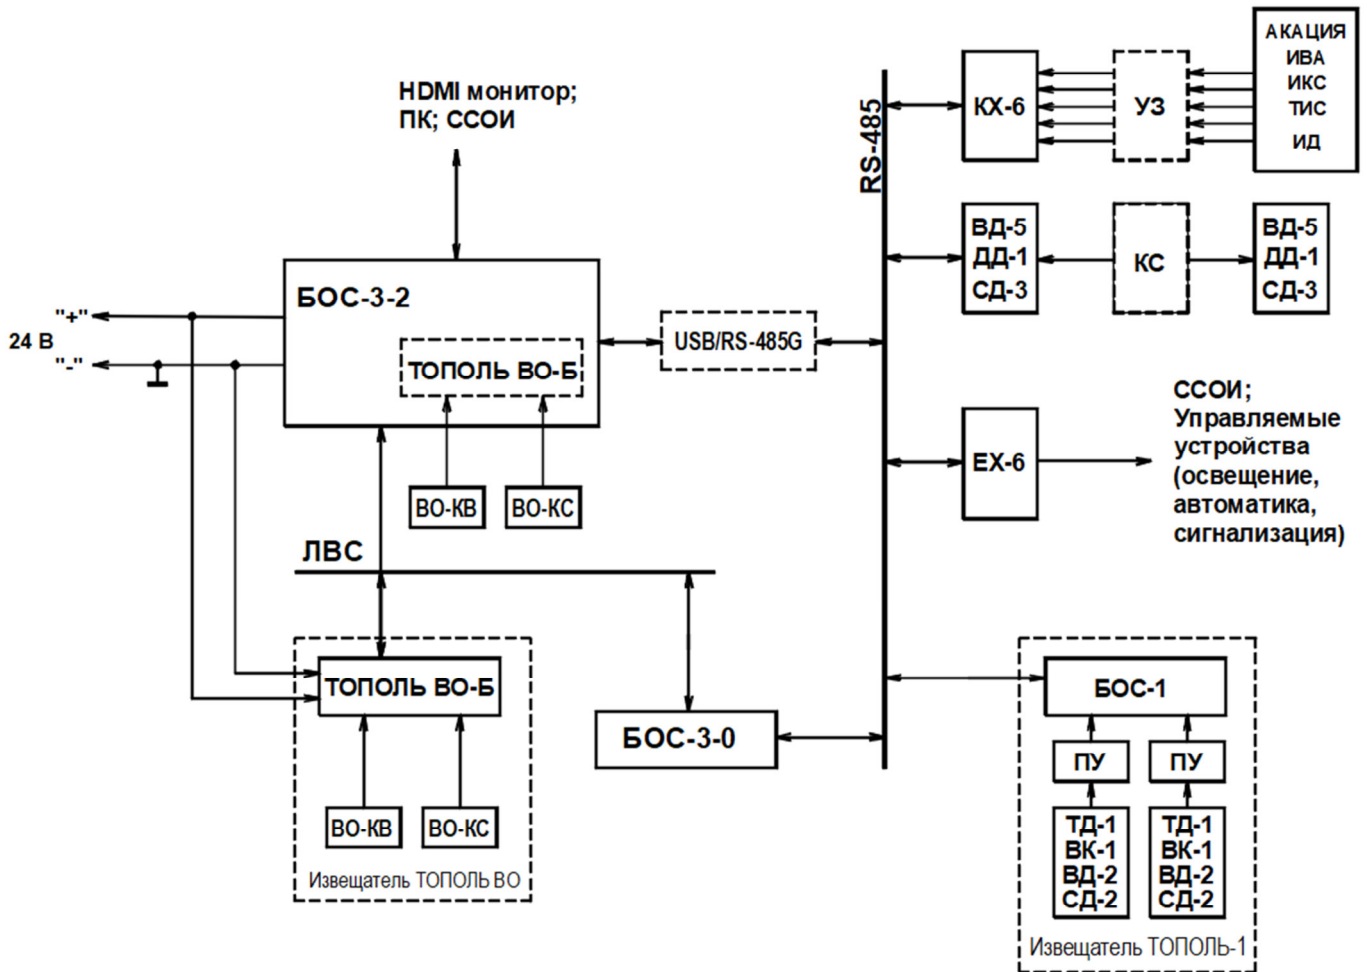 HDMI монитор;
ПК; ССОИ
БОС-3-2
"+"
24 В
"-"
ТОПОЛЬ ВО-Б
ВО-КВ
ВО-КС
USB/RS-485G
RS-485
КХ-6
УЗ
АКАЦИЯ
ИВА
ИКС
ТИС
ИД
ВД-5
ДД-1
СД-3
КС
ВД-5
ДД-1
СД-3
ЕХ-6
ССОИ;
Управляемые
устройства
(освещение,
автоматика,
сигнализация)
ЛВС
ТОПОЛЬ ВО-Б
ВО-КВ
ВО-КС
Извещатель ТОПОЛЬ ВО
БОС-3-0
БОС-1
ПУ
ПУ
ТД-1
ВК-1
ВД-2
СД-2
ТД-1
ВК-1
ВД-2
СД-2
Извещатель ТОПОЛЬ-1